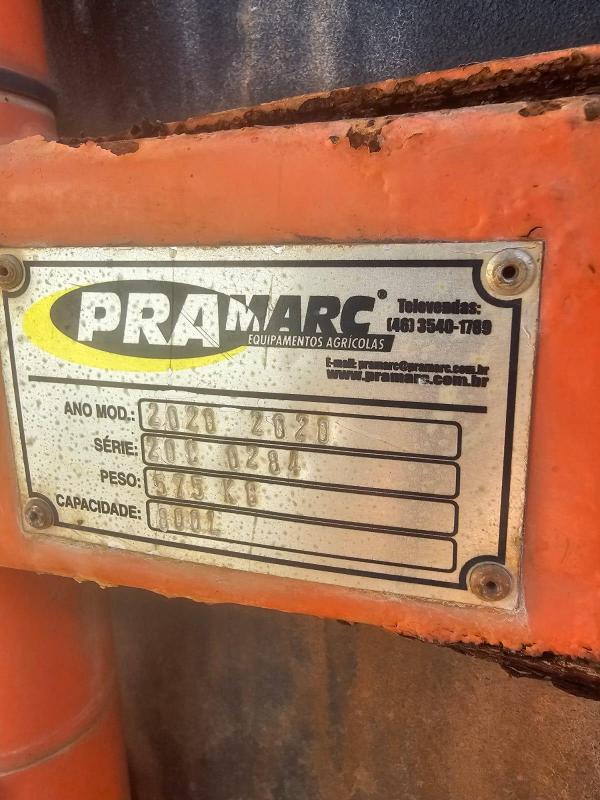 PRAMARC®
EQUIPAMENTOS AGRÍCOLAS
Televendas:
(46) 3540-1789
E-mail: pramarc@pramarc.com.br
www.pramarc.com.br
ANO MOD.: 2020 2020
SÉRIE: 20C 0284
PESO: 575 KG
CAPACIDADE: 800L